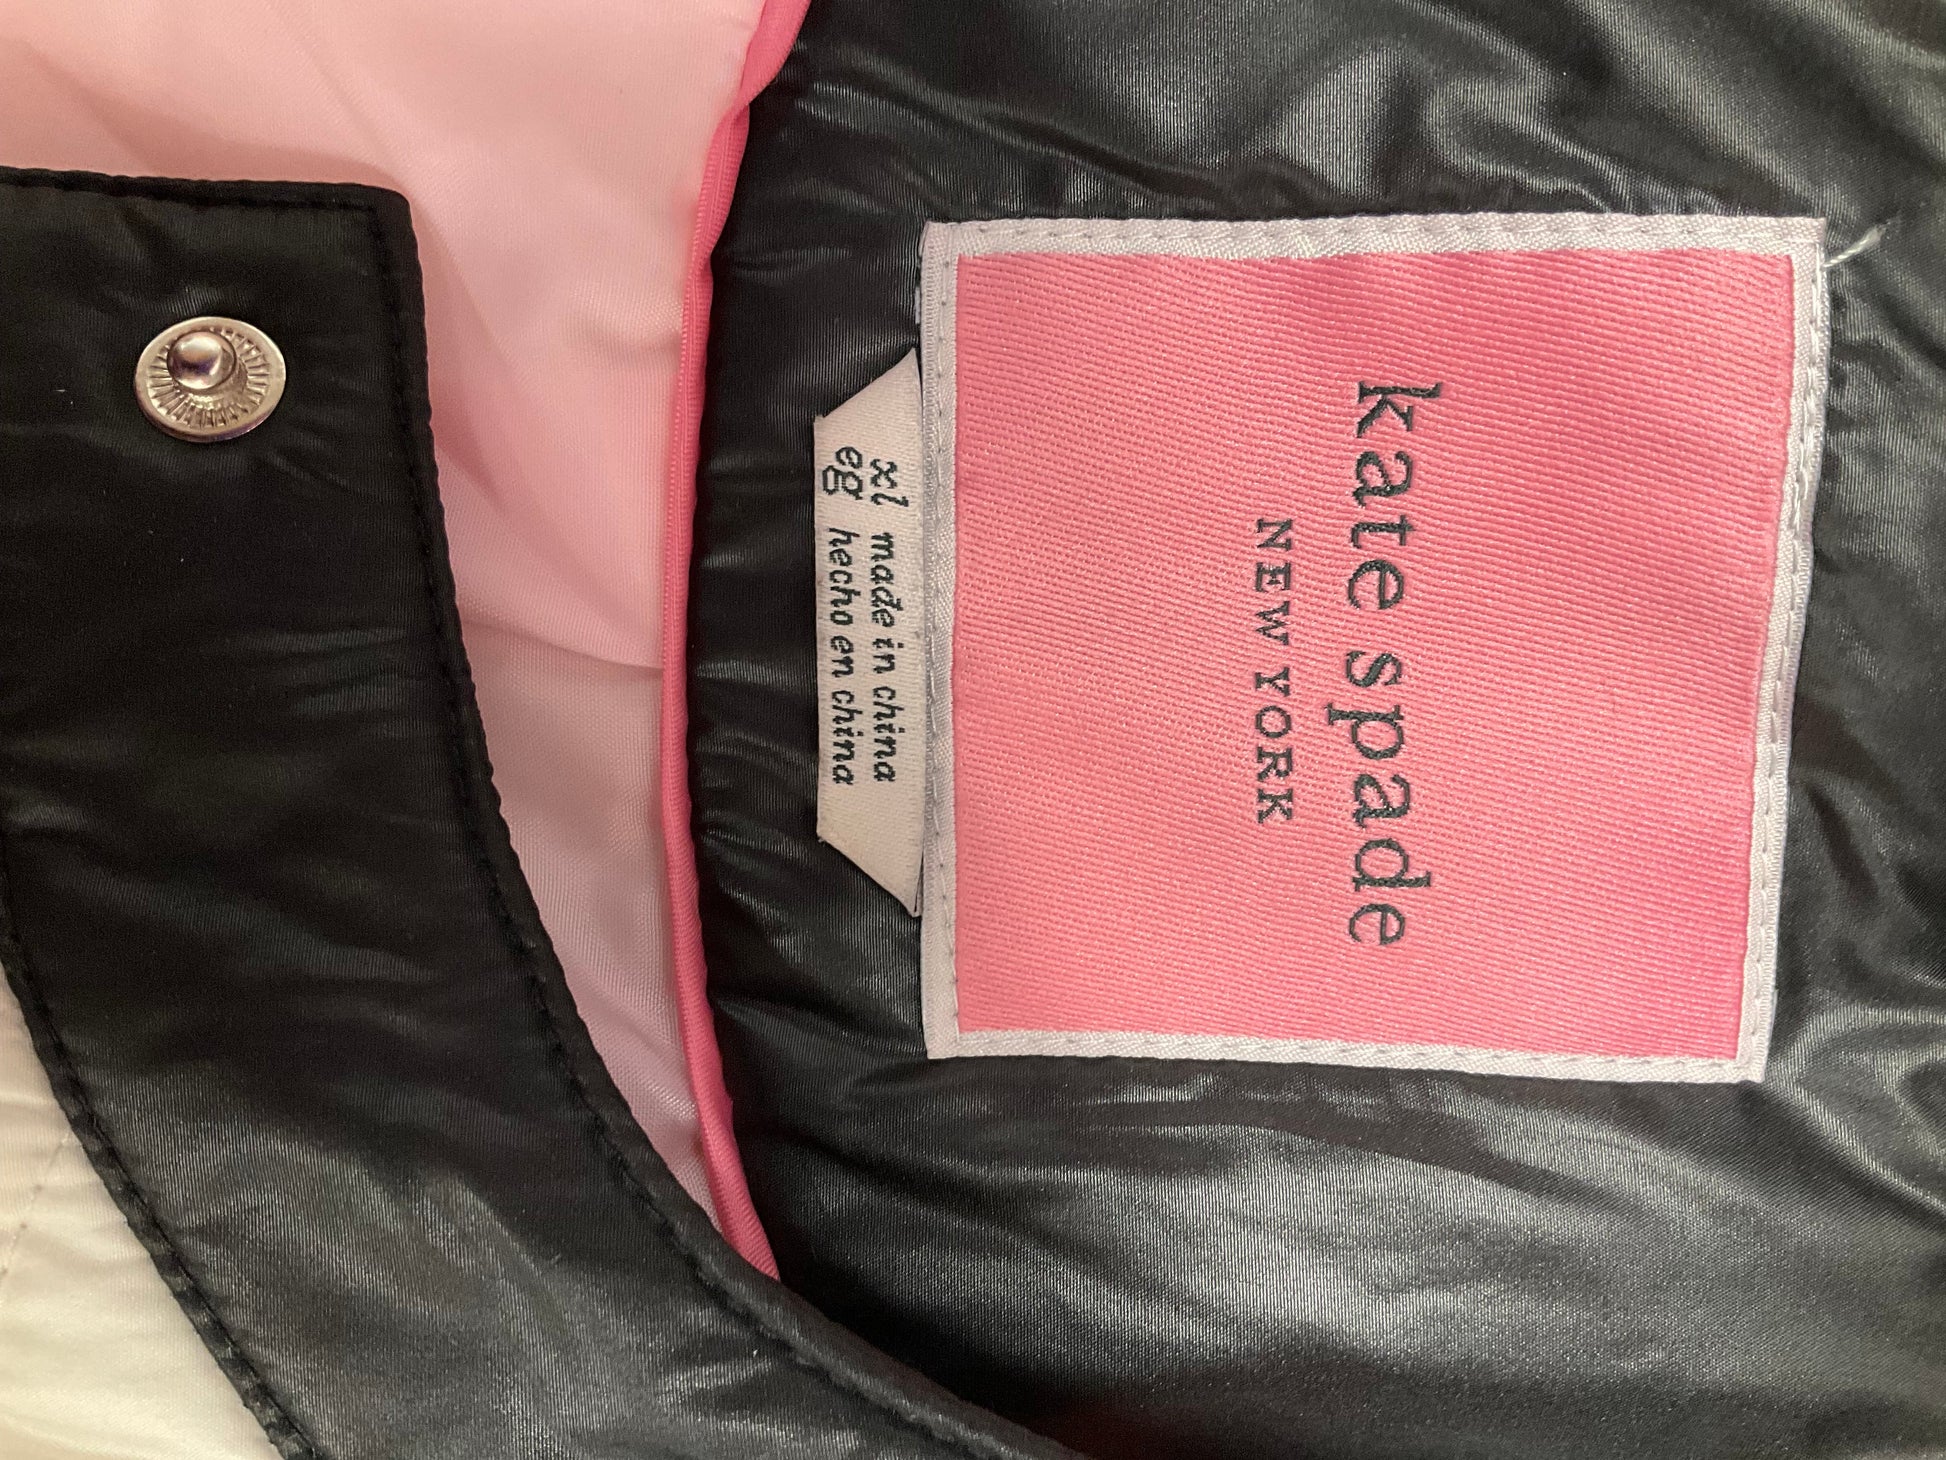 kate spade
NEW YORK
xl made in china
eg hecho en china